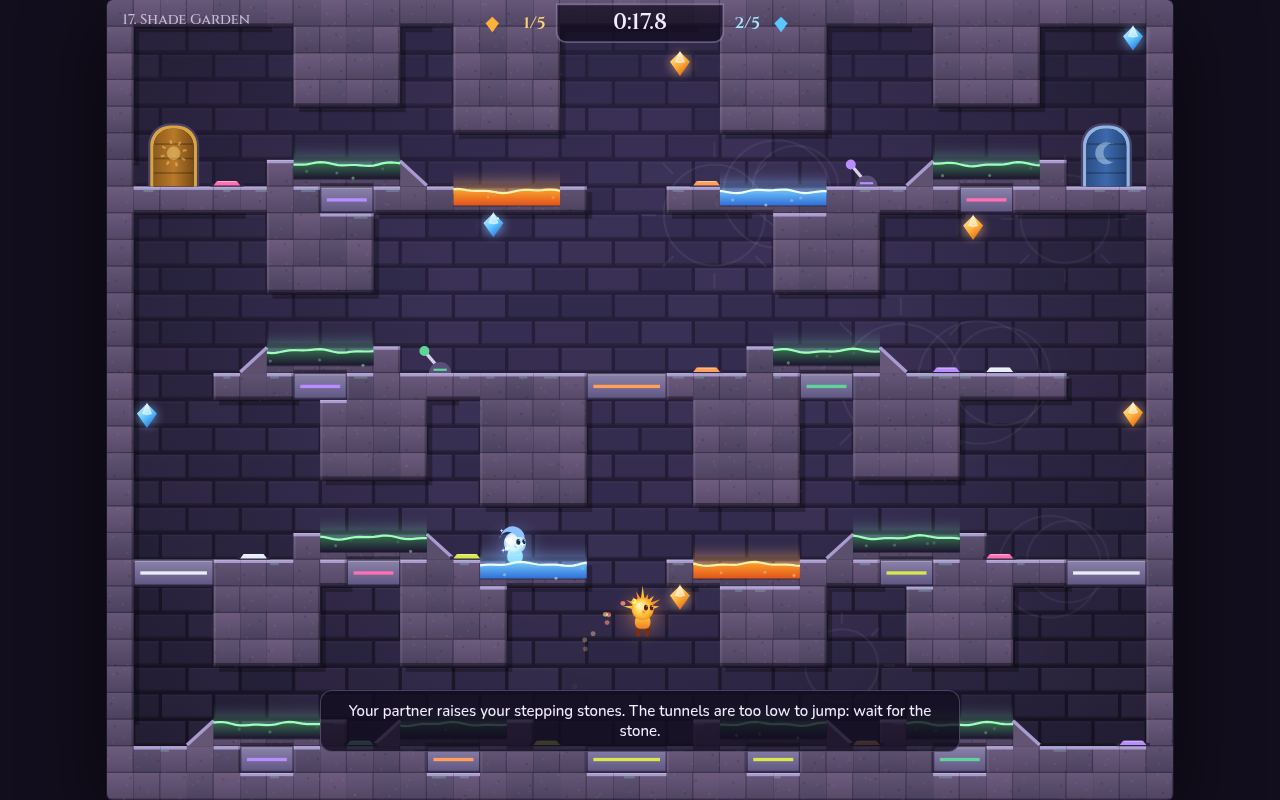 17. Shade Garden
1/5
0:17.8
2/5
Your partner raises your stepping stones. The tunnels are too low to jump: wait for the
stone.